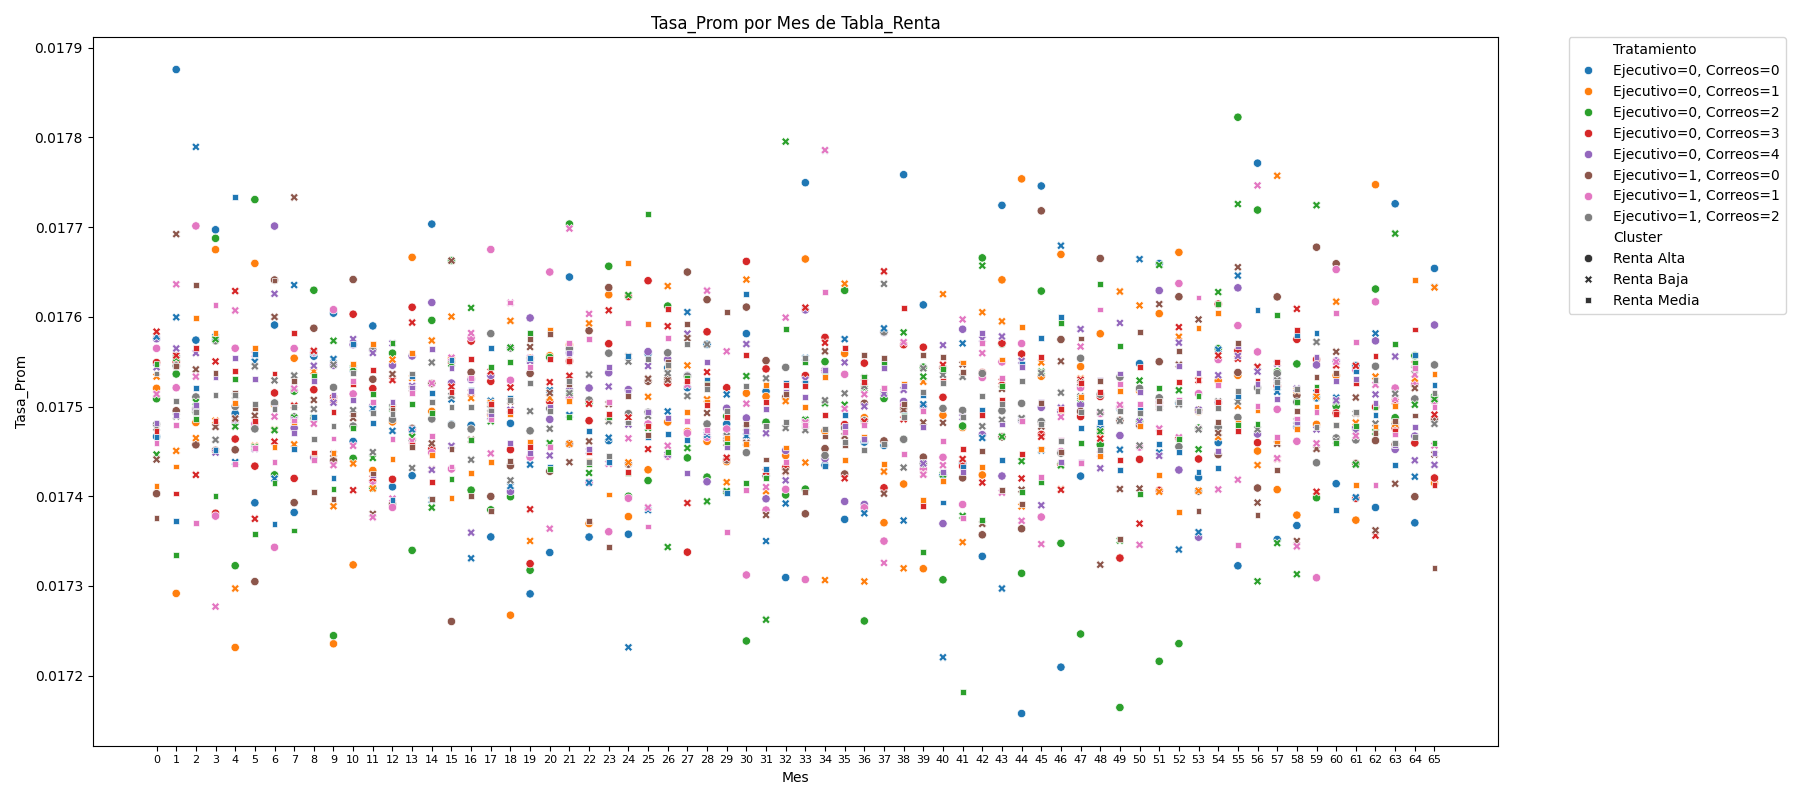 Tasa_Prom por Mes de Tabla_Renta
0.0179
0.0178
0.0177
0.0176
0.0175
0.0174
0.0173
0.0172
Tasa_Prom
0 1 2 3 4 5 6 7 8 9 10 11 12 13 14 15 16 17 18 19 20 21 22 23 24 25 26 27 28 29 30 31 32 33 34 35 36 37 38 39 40 41 42 43 44 45 46 47 48 49 50 51 52 53 54 55 56 57 58 59 60 61 62 63 64 65
Mes
Tratamiento
Ejecutivo=0, Correos=0
Ejecutivo=0, Correos=1
Ejecutivo=0, Correos=2
Ejecutivo=0, Correos=3
Ejecutivo=0, Correos=4
Ejecutivo=1, Correos=0
Ejecutivo=1, Correos=1
Ejecutivo=1, Correos=2
Cluster
Renta Alta
Renta Baja
Renta Media